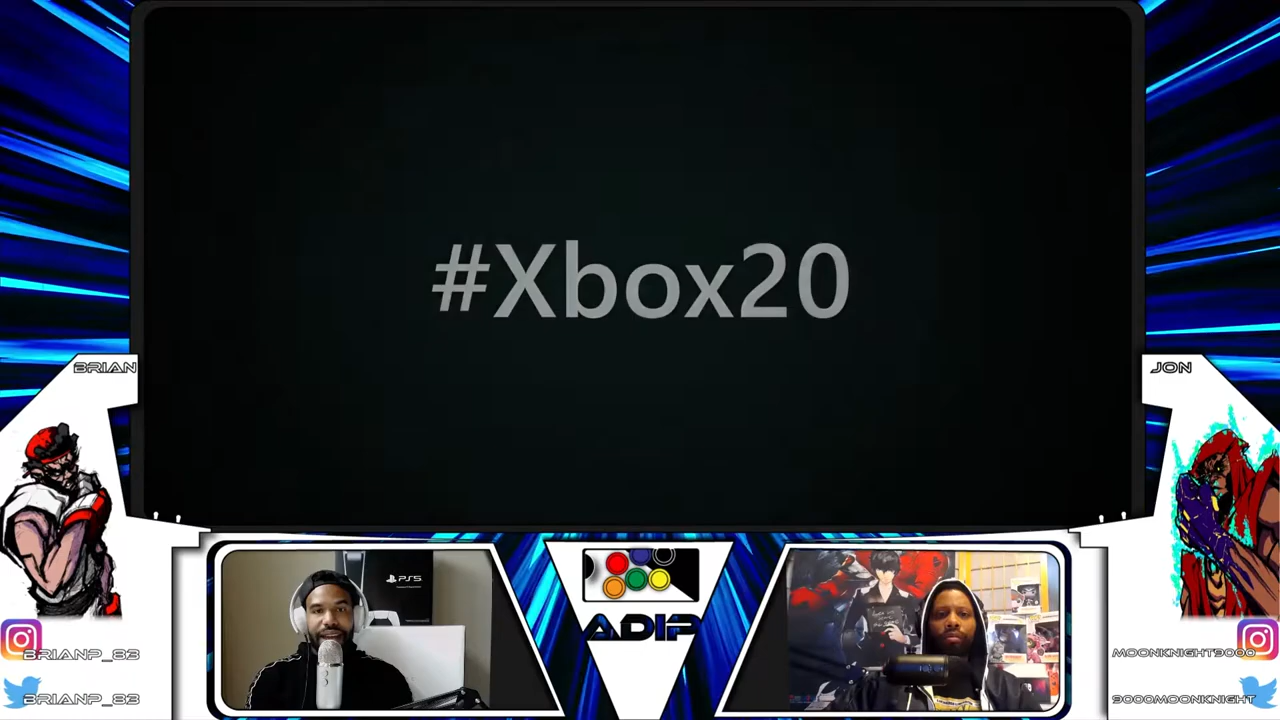 #Xbox20
BRIAN
JON
PS5
ADIP
BRIANP_83
MOONKNIGHT9000
BRIANP_83
9000MOONKNIGHT